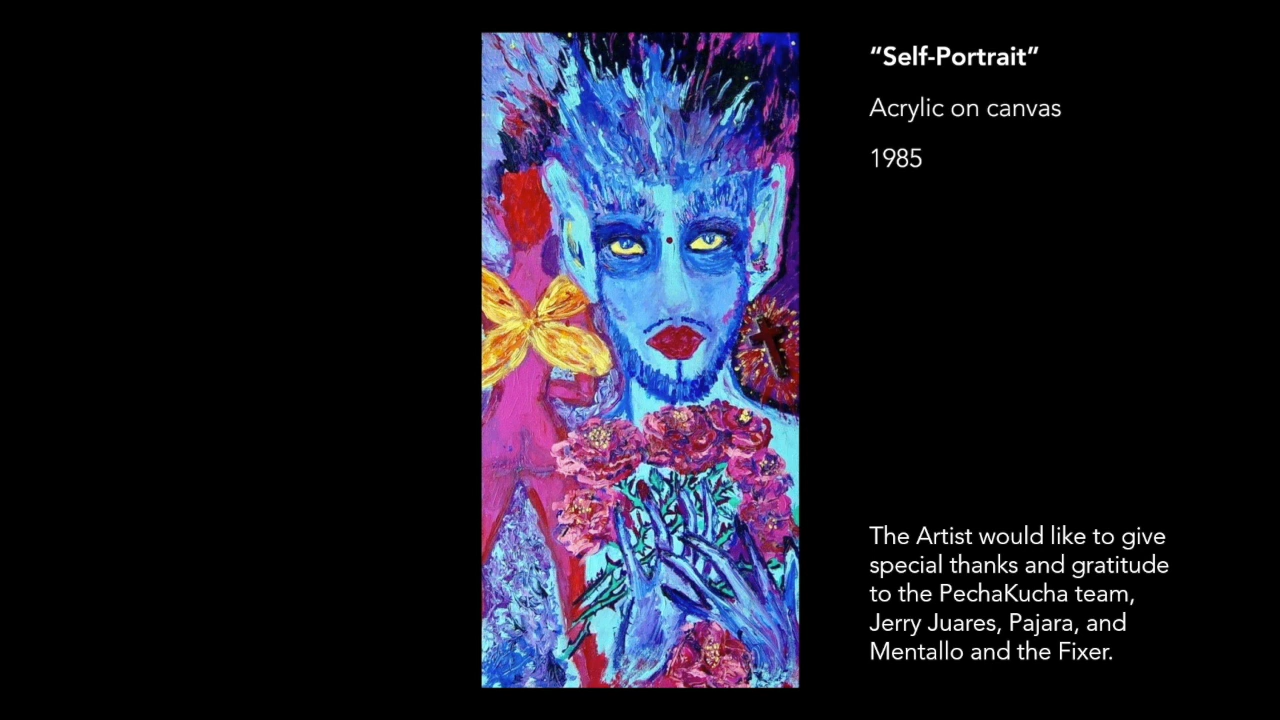 “Self-Portrait”
Acrylic on canvas
1985
The Artist would like to give
special thanks and gratitude
to the PechaKucha team,
Jerry Juares, Pajara, and
Mentallo and the Fixer.